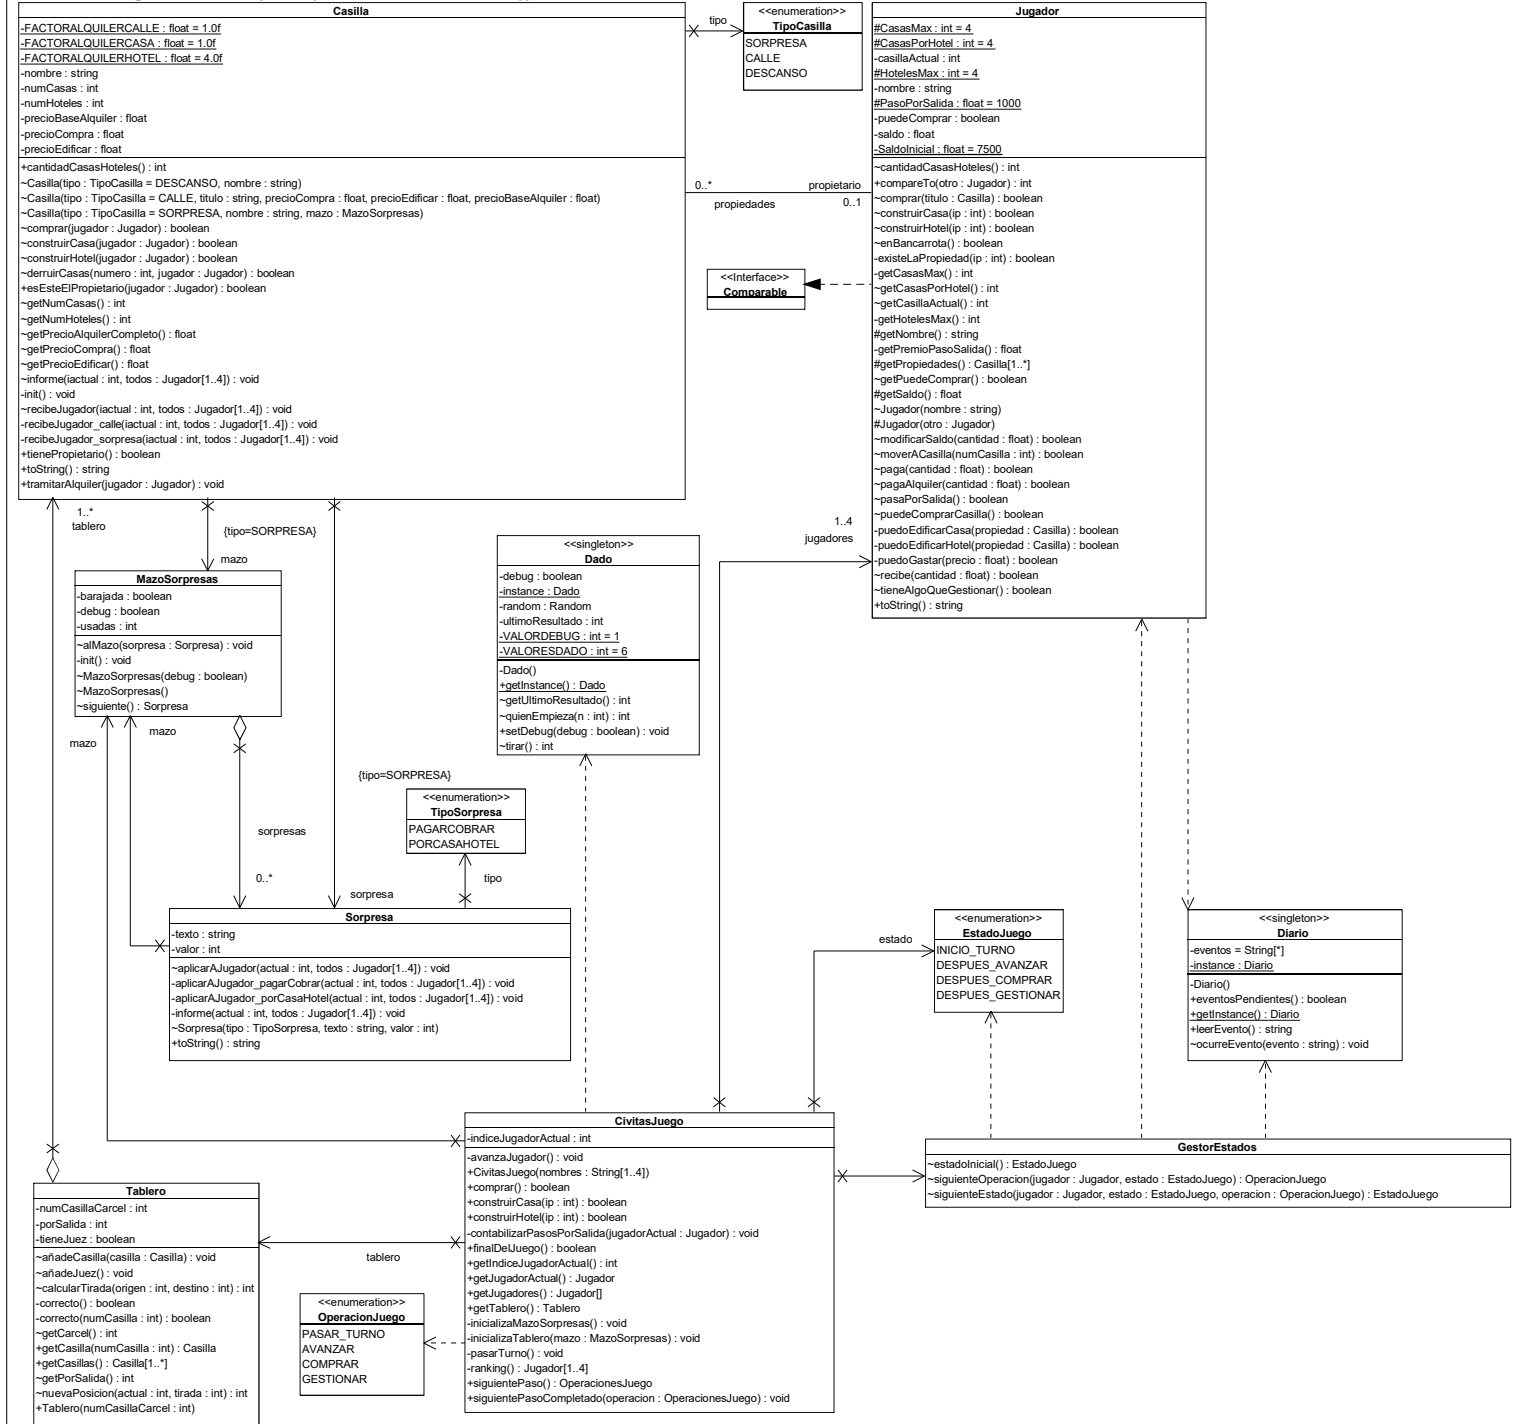 Casilla
-FACTORALQUILERCALLE : float = 1.0f
-FACTORALQUILERCASA : float = 1.0f
-FACTORALQUILERHOTEL : float = 4.0f
-nombre : string
-numCasas : int
-numHoteles : int
-precioBaseAlquiler : float
-precioCompra : float
-precioEdificar : float
+cantidadCasasHoteles() : int
~Casilla(tipo : TipoCasilla = DESCANSO, nombre : string)
~Casilla(tipo : TipoCasilla = CALLE, titulo : string, precioCompra : float, precioEdificar : float, precioBaseAlquiler : float)
~Casilla(tipo : TipoCasilla = SORPRESA, nombre : string, mazo : MazoSorpresas)
~comprar(jugador : Jugador) : boolean
~construirCasa(jugador : Jugador) : boolean
~construirHotel(jugador : Jugador) : boolean
~derruirCasas(numero : int, jugador : Jugador) : boolean
+esEsteElPropietario(jugador : Jugador) : boolean
~getNumCasas() : int
~getNumHoteles() : int
~getPrecioAlquilerCompleto() : float
~getPrecioCompra() : float
~getPrecioEdificar() : float
~informe(iactual : int, todos : Jugador[1..4]) : void
-init() : void
~recibeJugador(iactual : int, todos : Jugador[1..4]) : void
-recibeJugador_calle(iactual : int, todos : Jugador[1..4]) : void
-recibeJugador_sorpresa(iactual : int, todos : Jugador[1..4]) : void
+tienePropietario() : boolean
+toString() : string
+tramitarAlquiler(jugador : Jugador) : void
tipo
<<enumeration>>
TipoCasilla
SORPRESA
CALLE
DESCANSO
0..*
propietario
propiedades
0..1
<<Interface>>
Comparable
Jugador
#CasasMax : int = 4
#CasasPorHotel : int = 4
-casillaActual : int
#HotelesMax : int = 4
-nombre : string
#PasoPorSalida : float = 1000
-puedeComprar : boolean
-saldo : float
-SaldoInicial : float = 7500
~cantidadCasasHoteles() : int
+compareTo(otro : Jugador) : int
~comprar(titulo : Casilla) : boolean
~construirCasa(ip : int) : boolean
~construirHotel(ip : int) : boolean
~enBancarrota() : boolean
-existeLaPropiedad(ip : int) : boolean
-getCasasMax() : int
~getCasasPorHotel() : int
~getCasillaActual() : int
-getHotelesMax() : int
#getNombre() : string
-getPremioPasoSalida() : float
#getPropiedades() : Casilla[1..*]
~getPuedeComprar() : boolean
#getSaldo() : float
~Jugador(nombre : string)
#Jugador(otro : Jugador)
~modificarSaldo(cantidad : float) : boolean
~moverACasilla(numCasilla : int) : boolean
~paga(cantidad : float) : boolean
~pagaAlquiler(cantidad : float) : boolean
~pasaPorSalida() : boolean
~puedeComprarCasilla() : boolean
-puedoEdificarCasa(propiedad : Casilla) : boolean
-puedoEdificarHotel(propiedad : Casilla) : boolean
-puedoGastar(precio : float) : boolean
~recibe(cantidad : float) : boolean
~tieneAlgoQueGestionar() : boolean
+toString() : string
1..*
tablero
{tipo=SORPRESA}
mazo
1..4
jugadores
MazoSorpresas
-barajada : boolean
-debug : boolean
-usadas : int
~alMazo(sorpresa : Sorpresa) : void
-init() : void
~MazoSorpresas(debug : boolean)
~MazoSorpresas()
~siguiente() : Sorpresa
mazo
mazo
<<singleton>>
Dado
-debug : boolean
-instance : Dado
-random : Random
-ultimoResultado : int
-VALORDEBUG : int = 1
-VALORESDADO : int = 6
-Dado()
+getInstance() : Dado
~getUltimoResultado() : int
~quienEmpieza(n : int) : int
+setDebug(debug : boolean) : void
~tirar() : int
{tipo=SORPRESA}
<<enumeration>>
TipoSorpresa
PAGARCOBRAR
PORCASAHOTEL
sorpresas
0..*
tipo
sorpresa
Sorpresa
-texto : string
-valor : int
~aplicarAJugador(actual : int, todos : Jugador[1..4]) : void
-aplicarAJugador_pagarCobrar(actual : int, todos : Jugador[1..4]) : void
-aplicarAJugador_porCasaHotel(actual : int, todos : Jugador[1..4]) : void
-informe(actual : int, todos : Jugador[1..4]) : void
~Sorpresa(tipo : TipoSorpresa, texto : string, valor : int)
+toString() : string
estado
<<enumeration>>
EstadoJuego
INICIO_TURNO
DESPUES_AVANZAR
DESPUES_COMPRAR
DESPUES_GESTIONAR
<<singleton>>
Diario
-eventos = String[*]
-instance : Diario
-Diario()
+eventosPendientes() : boolean
+getInstance() : Diario
+leerEvento() : string
~ocurreEvento(evento : string) : void
CivitasJuego
-indiceJugadorActual : int
-avanzaJugador() : void
+CivitasJuego(nombres : String[1..4])
+comprar() : boolean
+construirCasa(ip : int) : boolean
+construirHotel(ip : int) : boolean
-contabilizarPasosPorSalida(jugadorActual : Jugador) : void
+finalDelJuego() : boolean
+getIndiceJugadorActual() : int
+getJugadorActual() : Jugador
+getJugadores() : Jugador[]
+getTablero() : Tablero
-inicializaMazoSorpresas() : void
-inicializaTablero(mazo : MazoSorpresas) : void
-pasarTurno() : void
-ranking() : Jugador[1..4]
+siguientePaso() : OperacionesJuego
+siguientePasoCompletado(operacion : OperacionesJuego) : void
GestorEstados
~estadoInicial() : EstadoJuego
~siguienteOperacion(jugador : Jugador, estado : EstadoJuego) : OperacionJuego
~siguienteEstado(jugador : Jugador, estado : EstadoJuego, operacion : OperacionJuego) : EstadoJuego
Tablero
-numCasillaCarcel : int
-porSalida : int
-tieneJuez : boolean
~añadeCasilla(casilla : Casilla) : void
~añadeJuez() : void
~calcularTirada(origen : int, destino : int) : int
-correcto() : boolean
-correcto(numCasilla : int) : boolean
~getCarcel() : int
+getCasilla(numCasilla : int) : Casilla
+getCasillas() : Casilla[1..*]
~getPorSalida() : int
~nuevaPosicion(actual : int, tirada : int) : int
+Tablero(numCasillaCarcel : int)
tablero
<<enumeration>>
OperacionJuego
PASAR_TURNO
AVANZAR
COMPRAR
GESTIONAR